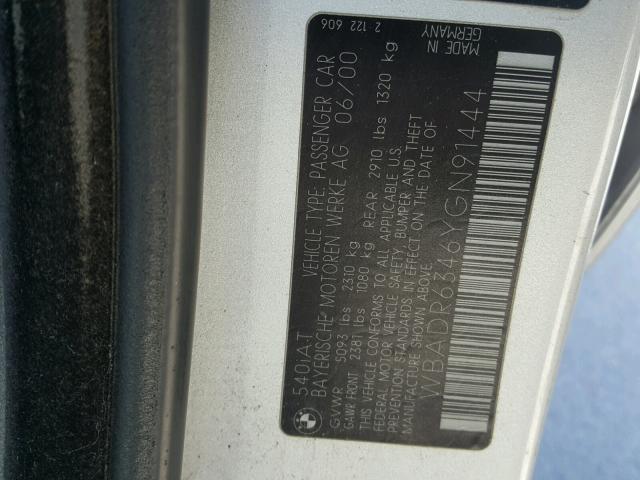 540iA-T VEHICLE TYPE: PASSENGER CAR
BAYERISCHE MOTOREN WERKE AG 06/00
GVWR 5093 lbs 2310 kg
GAWR FRONT 2381 lbs 1080 kg REAR 2910 lbs 1320 kg
THIS VEHICLE CONFORMS TO ALL APPLICABLE U.S.
FEDERAL MOTOR VEHICLE SAFETY, BUMPER AND THEFT
PREVENTION STANDARDS IN EFFECT ON THE DATE OF
MANUFACTURE SHOWN ABOVE.
WBADR6346YGN91444
2 122 606
MADE IN
GERMANY